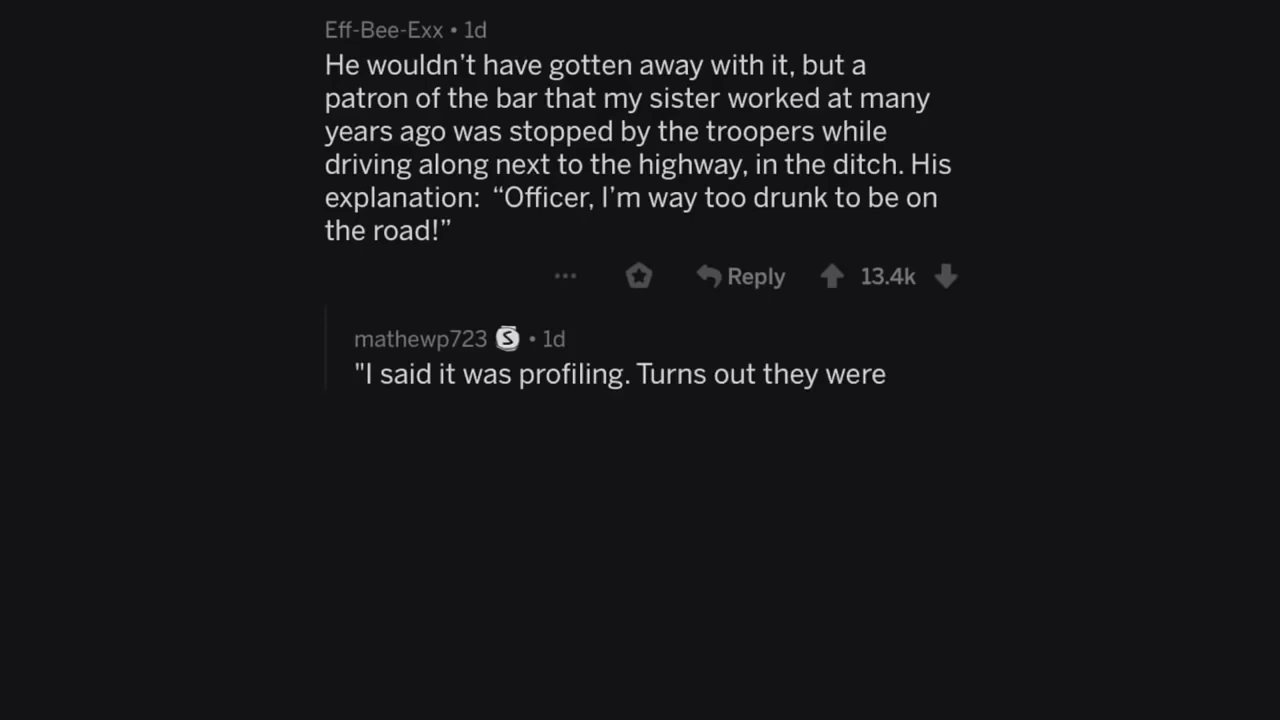 Eff-Bee-Exx • 1d
He wouldn’t have gotten away with it, but a
patron of the bar that my sister worked at many
years ago was stopped by the troopers while
driving along next to the highway, in the ditch. His
explanation:  “Officer, I’m way too drunk to be on
the road!”
... Reply 13.4k
mathewp723 S • 1d
"I said it was profiling. Turns out they were